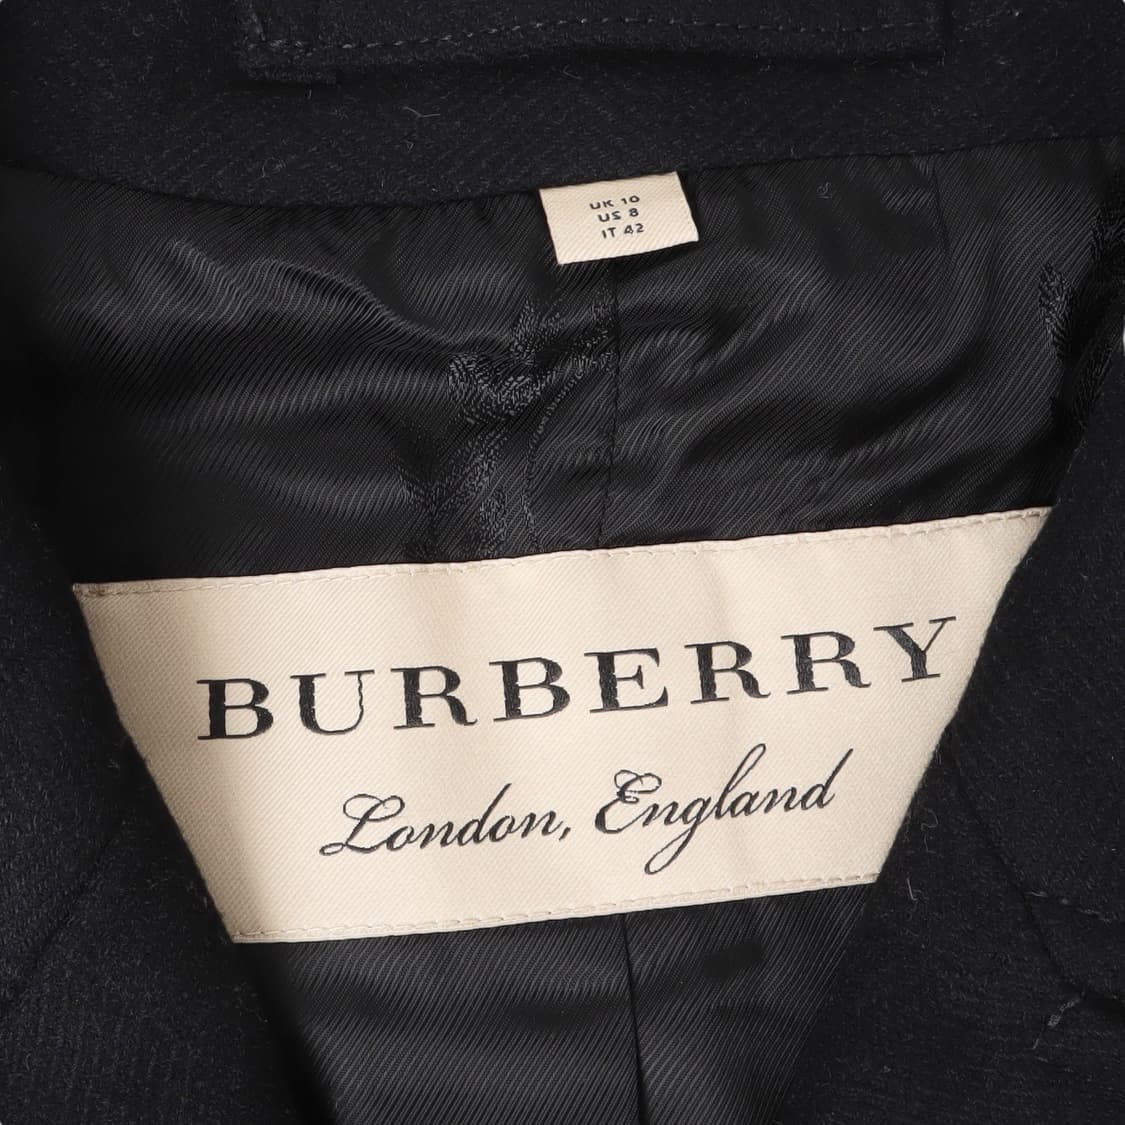 UK 10
US 8
IT 42
BURBERRY
London, England